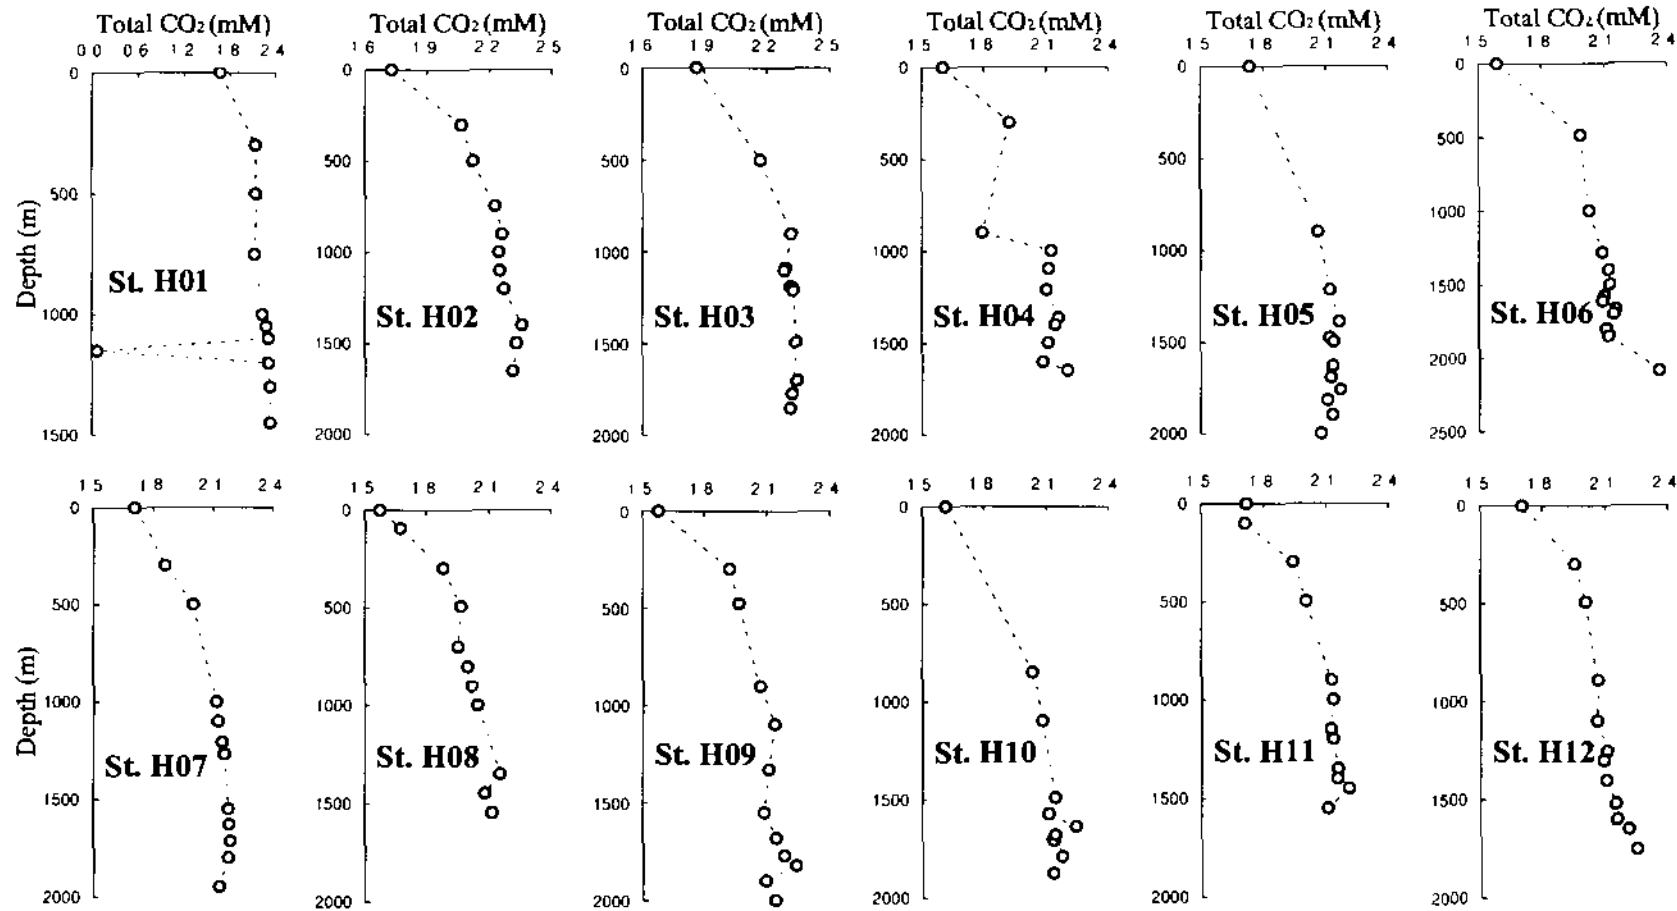 Total CO₂ (mM) Total CO₂ (mM) Total CO₂ (mM) Total CO₂ (mM) Total CO₂ (mM) Total CO₂ (mM)
0 0 0 6 1 2 1 8 2 4
1 6 1 9 2 2 2 5
1 6 1 9 2 2 2 5
1 5 1 8 2 1 2 4
1 5 1 8 2 1 2 4
1 5 1 8 2 1 2 4
0 500 1000 1500
0 500 1000 1500 2000
0 500 1000 1500 2000
0 500 1000 1500 2000
0 500 1000 1500 2000
0 500 1000 1500 2000 2500
Depth (m)
St. H01
St. H02
St. H03
St. H04
St. H05
St. H06
1 5 1 8 2 1 2 4
1 5 1 8 2 1 2 4
1 5 1 8 2 1 2 4
1 5 1 8 2 1 2 4
1 5 1 8 2 1 2 4
1 5 1 8 2 1 2 4
0 500 1000 1500 2000
0 500 1000 1500 2000
0 500 1000 1500 2000
0 500 1000 1500 2000
0 500 1000 1500 2000
0 500 1000 1500 2000
Depth (m)
St. H07
St. H08
St. H09
St. H10
St. H11
St. H12